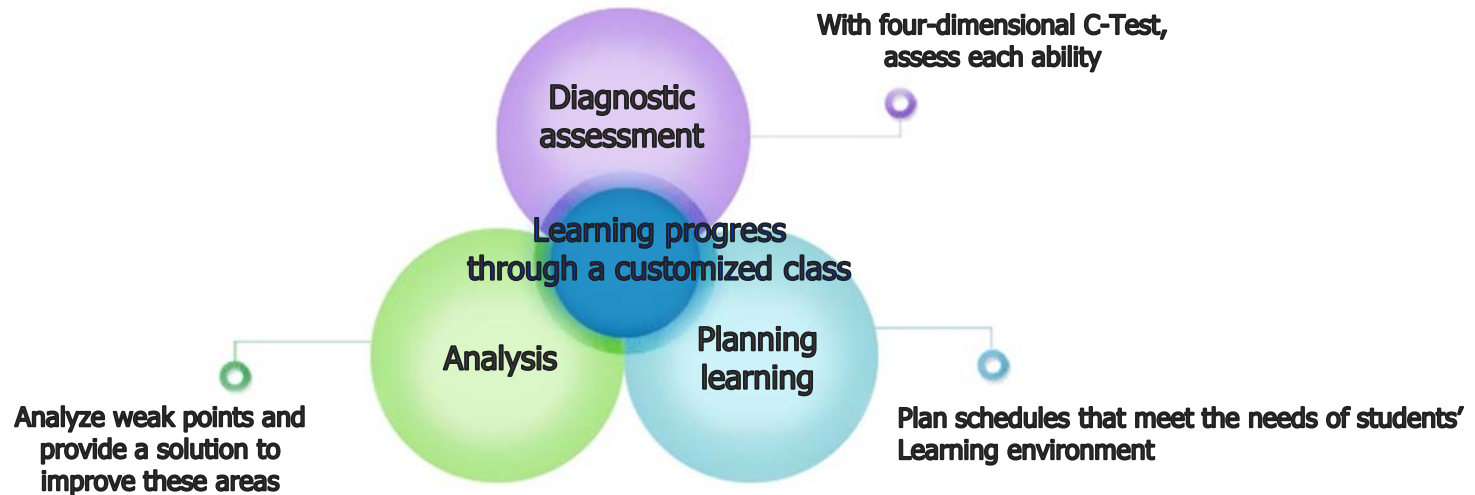 With four-dimensional C-Test,
assess each ability
Diagnostic
assessment
Learning progress
through a customized class
Analysis
Planning
learning
Analyze weak points and
provide a solution to
improve these areas
Plan schedules that meet the needs of students’
Learning environment